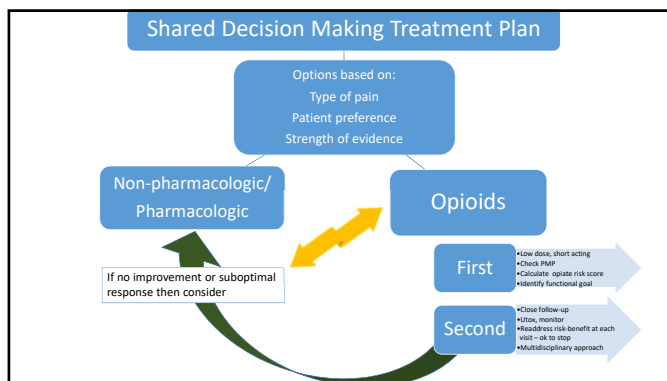 Shared Decision Making Treatment Plan
Options based on:
Type of pain
Patient preference
Strength of evidence
Non-pharmacologic/
Pharmacologic
Opioids
If no improvement or suboptimal
response then consider
First
•Low dose, short acting
•Check PMP
•Calculate opiate risk score
•Identify functional goal
Second
•Close follow-up
•Utox, monitor
•Readdress risk-benefit at each
visit – ok to stop
•Multidisciplinary approach